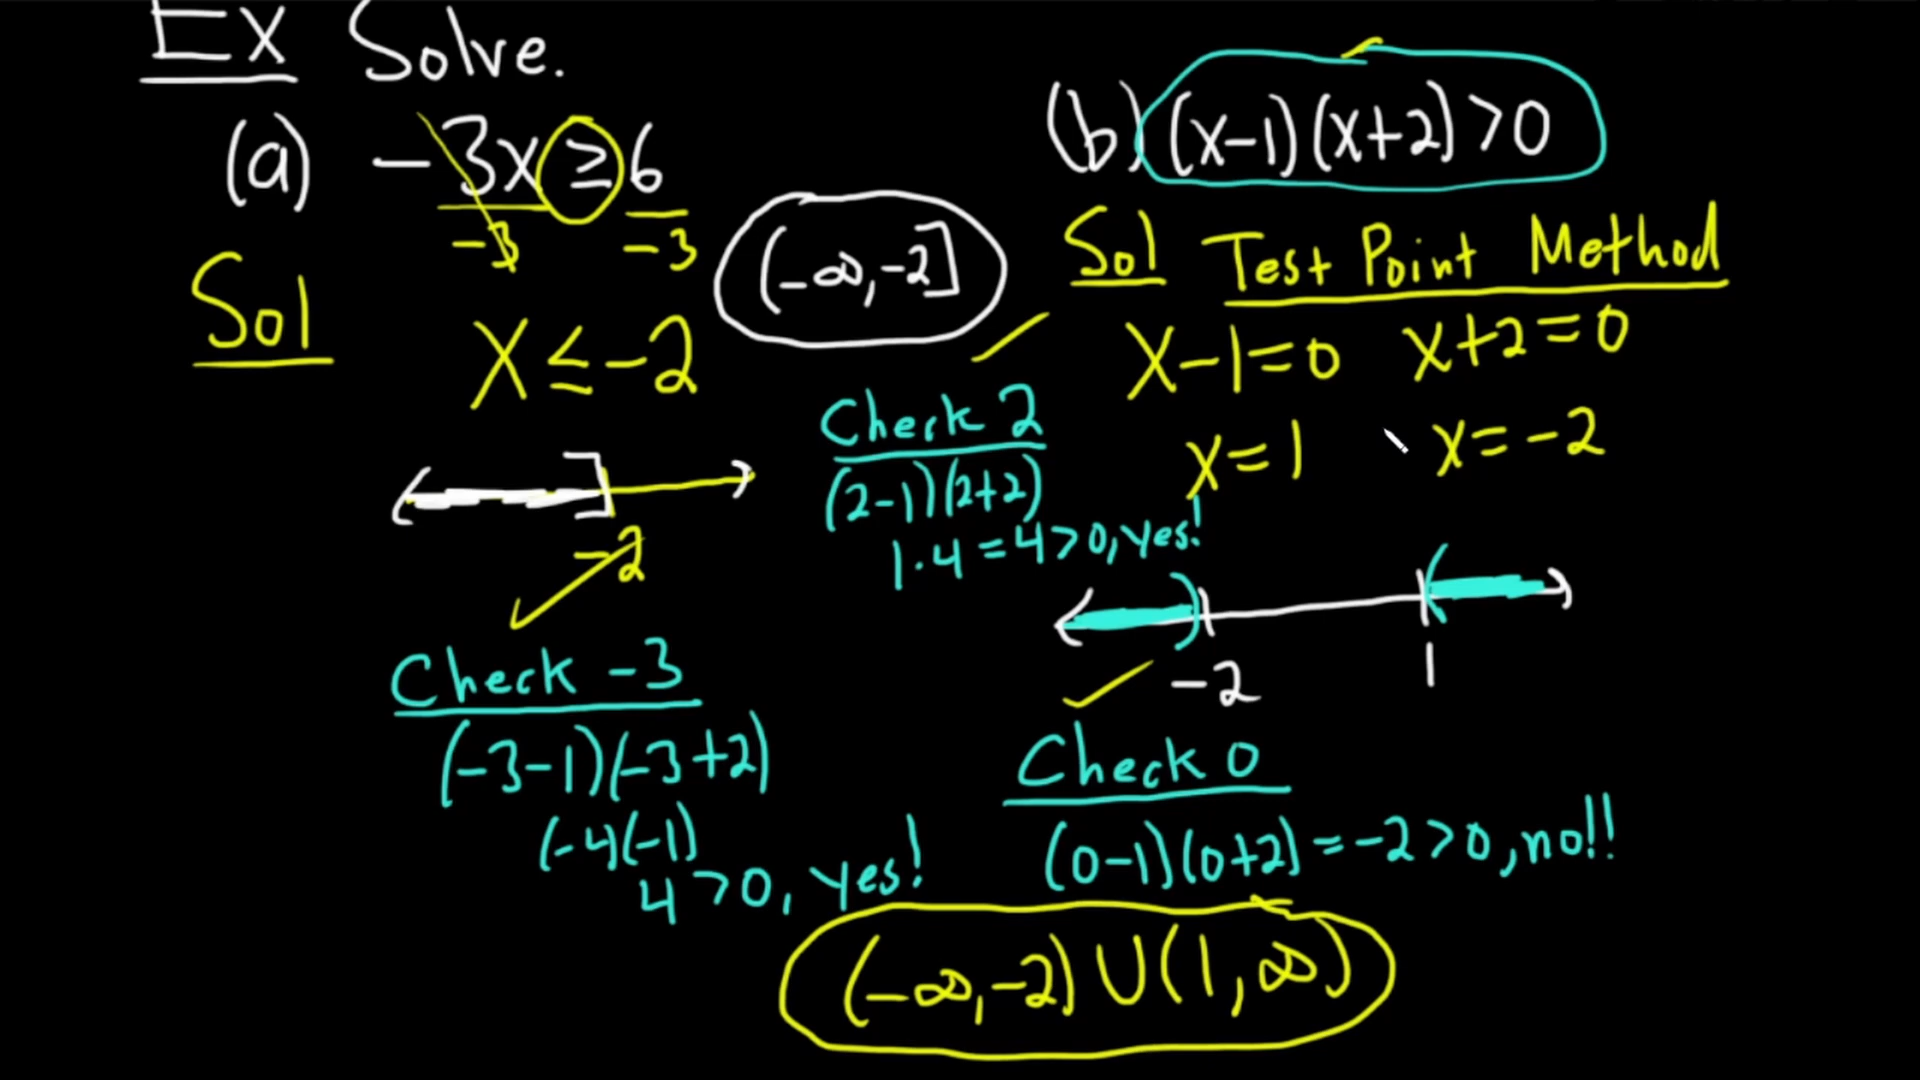 Ex Solve.
(a) -3x ≥ 6
-3 -3
Sol
x ≤ -2
(-∞,-2]
-2
(b) (x-1)(x+2)>0
Sol Test Point Method
x-1=0 x+2=0
x=1 x=-2
Check 2
(2-1)(2+2)
1·4=4>0, yes!
-2 1
Check -3
(-3-1)(-3+2)
(-4)(-1)
4>0, yes!
Check 0
(0-1)(0+2)=-2>0, no!!
(-∞,-2)∪(1,∞)